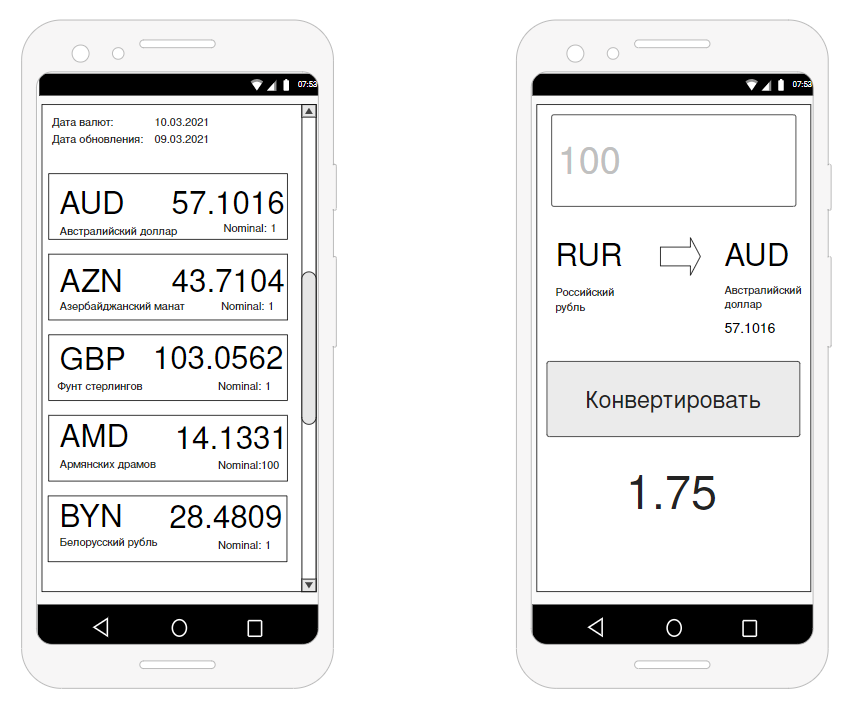 07:53
Дата валют: 10.03.2021
Дата обновления: 09.03.2021
AUD 57.1016
Австралийский доллар Nominal: 1
AZN 43.7104
Азербайджанский манат Nominal: 1
GBP 103.0562
Фунт стерлингов Nominal: 1
AMD 14.1331
Армянских драмов Nominal:100
BYN 28.4809
Белорусский рубль Nominal: 1
07:53
100
RUR AUD
Российский
рубль
Австралийский
доллар
57.1016
Конвертировать
1.75